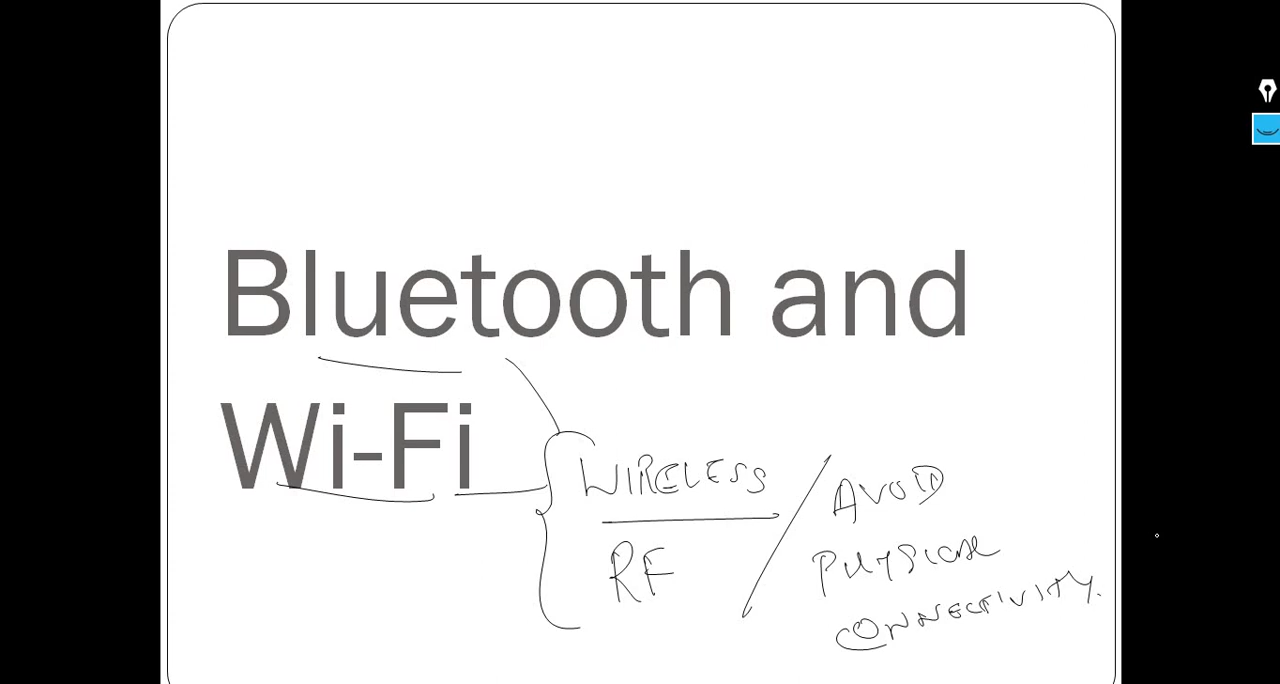 Bluetooth and
Wi-Fi
WIRELESS
RF
AVOID
PHYSICAL
CONNECTIVITY.